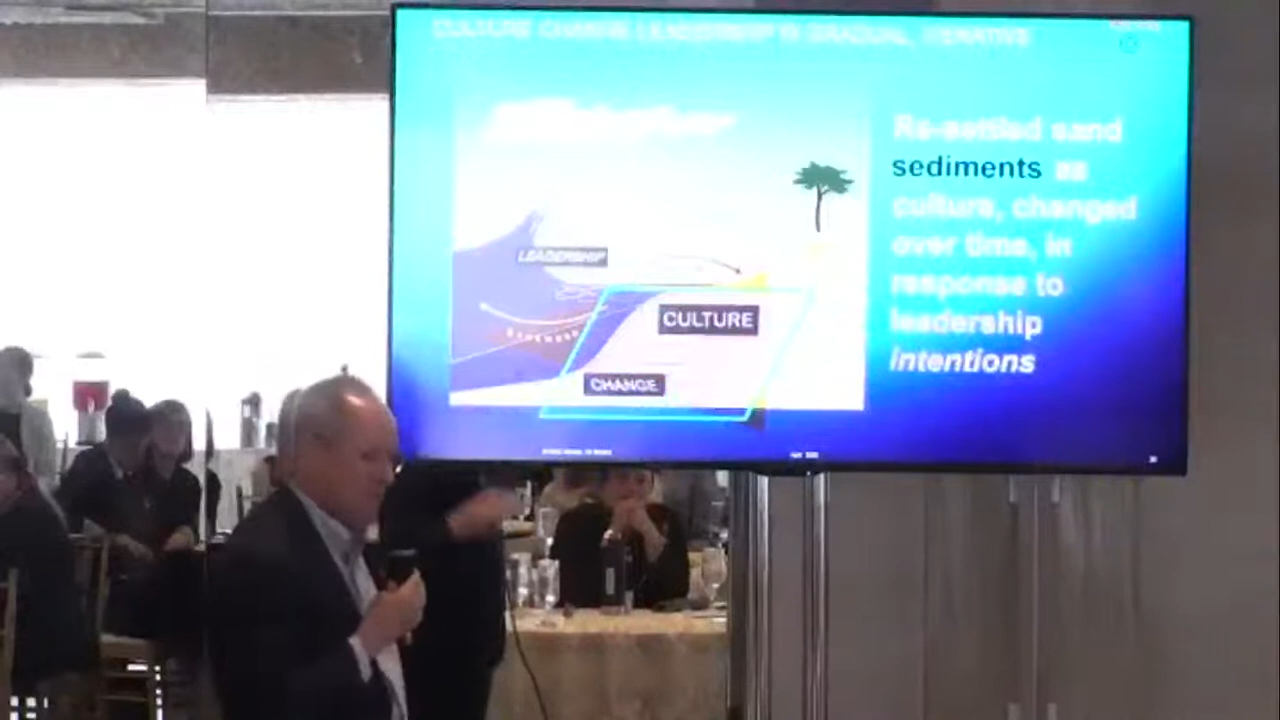 CULTURE CHANGE LEADERSHIP IS GRADUAL, ITERATIVE
Re-settled sand
sediments as
culture, changed
over time, in
response to
leadership
intentions
LEADERSHIP
CULTURE
CHANGE